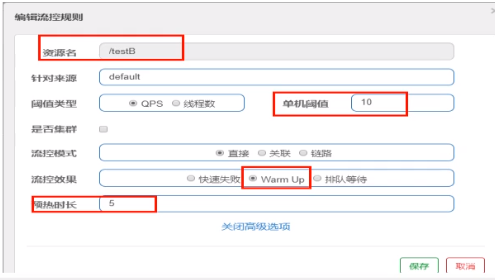 编辑流控规则
资源名 /testB
针对来源 default
阈值类型 QPS 线程数 单机阈值 10
是否集群
流控模式 直接 关联 链路
流控效果 快速失败 Warm Up 排队等待
预热时长 5
关闭高级选项
保存 取消